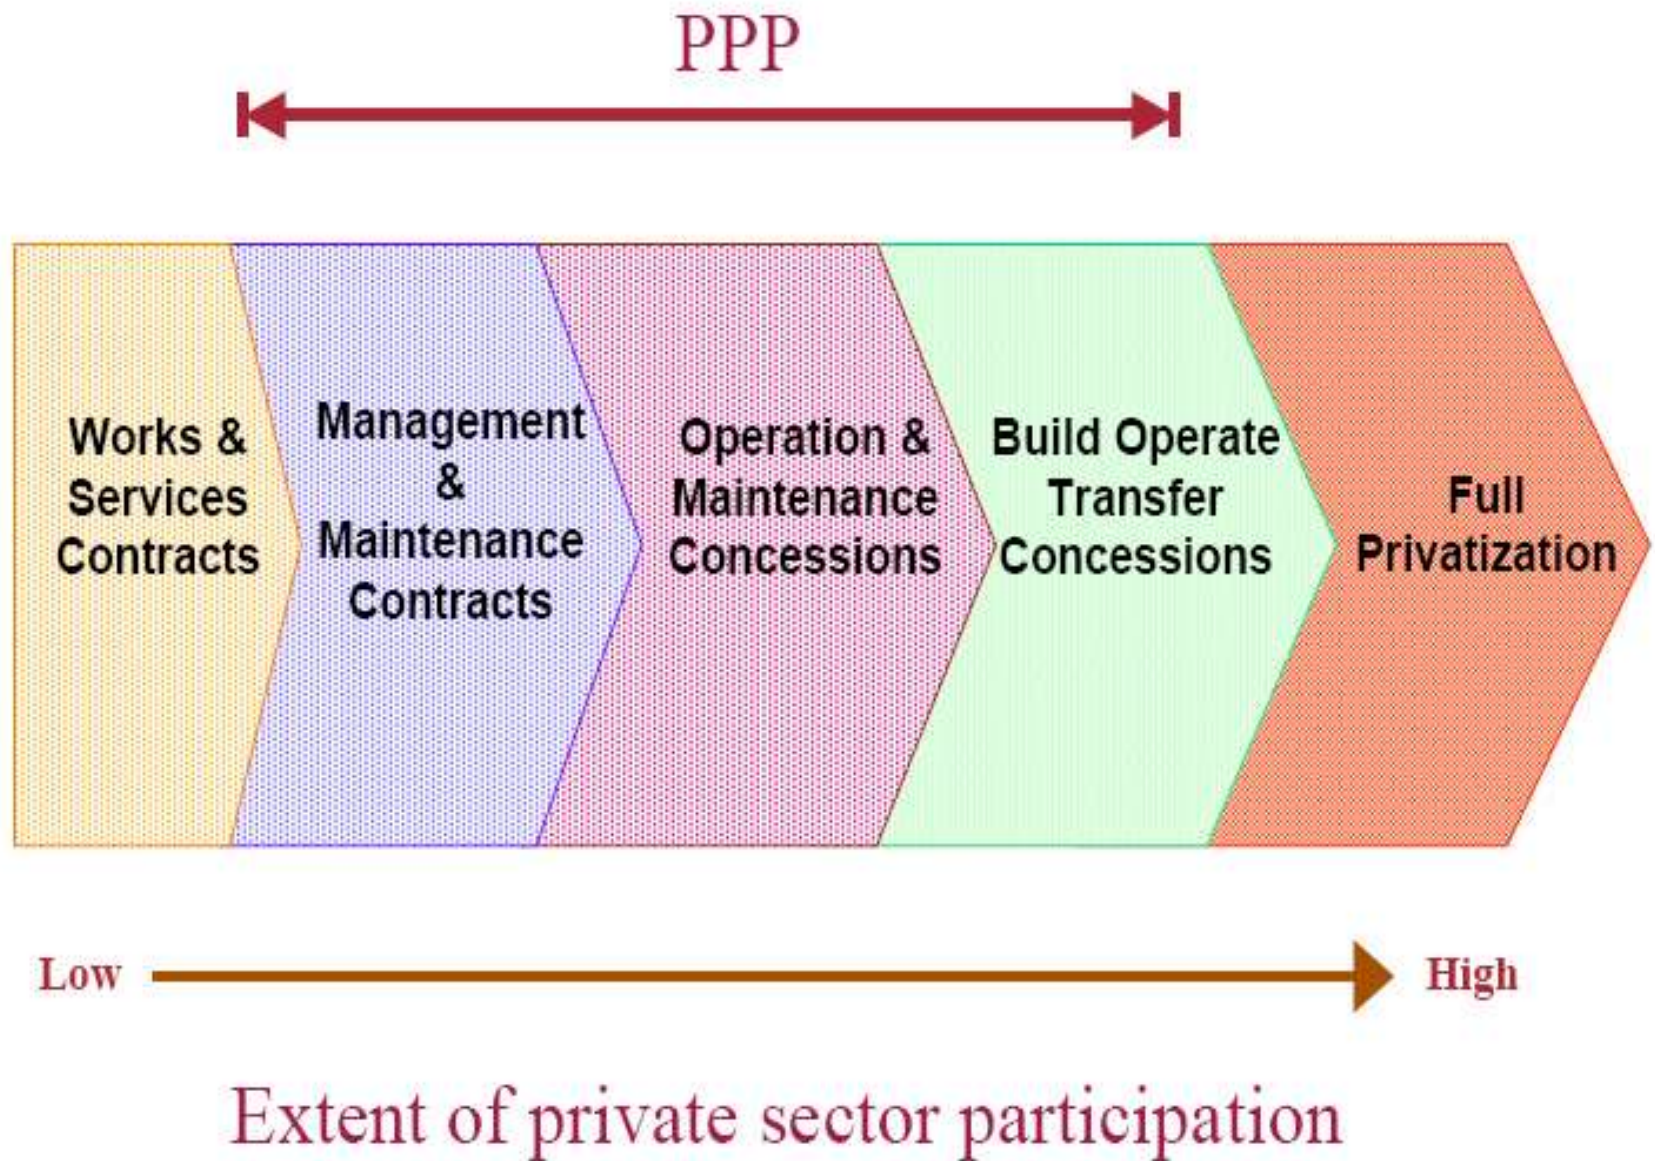 PPP
Works &
Services
Contracts
Management
&
Maintenance
Contracts
Operation &
Maintenance
Concessions
Build Operate
Transfer
Concessions
Full
Privatization
Low
High
Extent of private sector participation